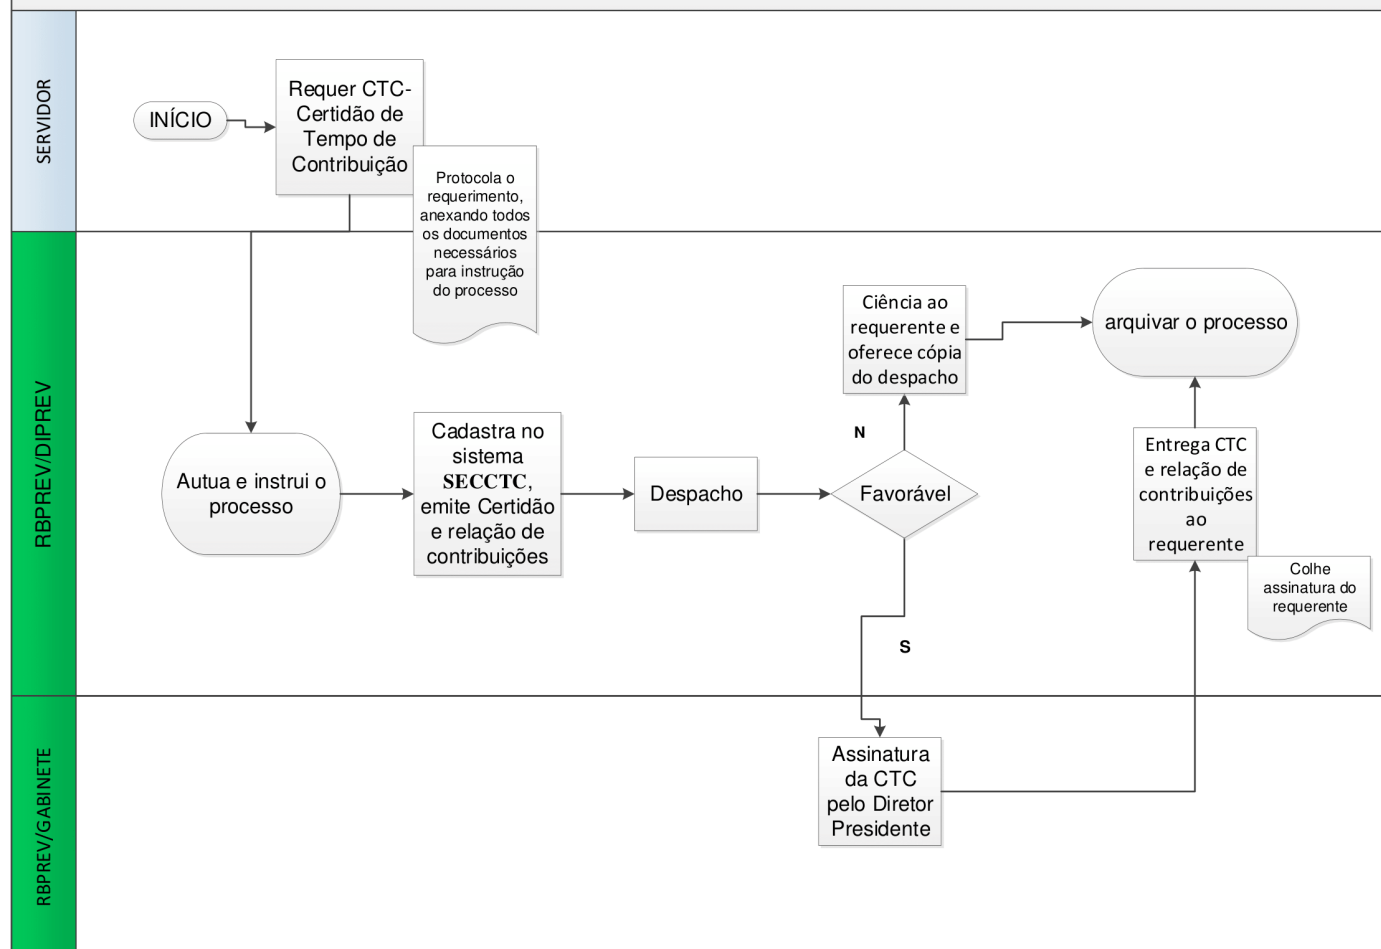 SERVIDOR
INÍCIO
Requer CTC-
Certidão de
Tempo de
Contribuição
Protocola o
requerimento,
anexando todos
os documentos
necessários
para instrução
do processo
RBPREV/DIPREV
Autua e instrui o
processo
Cadastra no
sistema
SECCTC,
emite Certidão
e relação de
contribuições
Despacho
Favorável
N
S
Ciência ao
requerente e
oferece cópia
do despacho
arquivar o processo
Entrega CTC
e relação de
contribuições
ao
requerente
Colhe
assinatura do
requerente
RBPREV/GABINETE
Assinatura
da CTC
pelo Diretor
Presidente